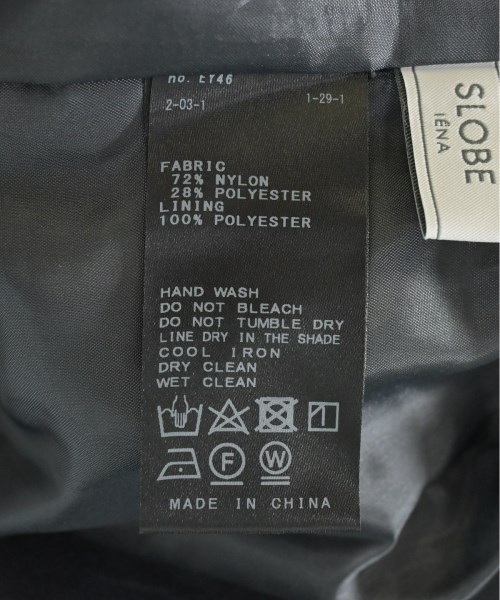 no. EY46
2-03-1 1-29-1
FABRIC
72% NYLON
28% POLYESTER
LINING
100% POLYESTER
HAND WASH
DO NOT BLEACH
DO NOT TUMBLE DRY
LINE DRY IN THE SHADE
COOL IRON
DRY CLEAN
WET CLEAN
F W
MADE IN CHINA
SLOBE
IÉNA